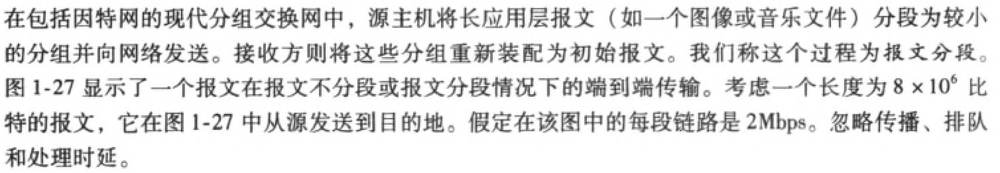 在包括因特网的现代分组交换网中，源主机将长应用层报文（如一个图像或音乐文件）分段为较小
的分组并向网络发送。接收方则将这些分组重新装配为初始报文。我们称这个过程为报文分段。
图 1-27 显示了一个报文在报文不分段或报文分段情况下的端到端传输。考虑一个长度为 8 × 10⁶ 比
特的报文，它在图 1-27 中从源发送到目的地。假定在该图中的每段链路是 2Mbps。忽略传播、排队
和处理时延。